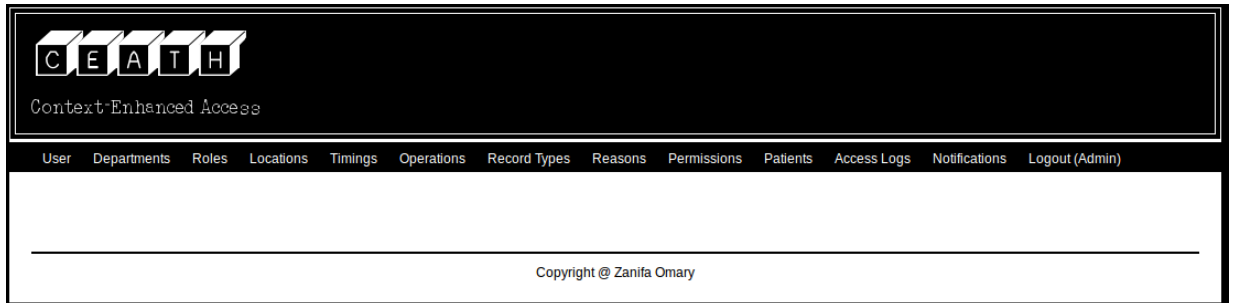 CEATH
Context-Enhanced Access
User Departments Roles Locations Timings Operations Record Types Reasons Permissions Patients Access Logs Notifications Logout (Admin)
Copyright @ Zanifa Omary